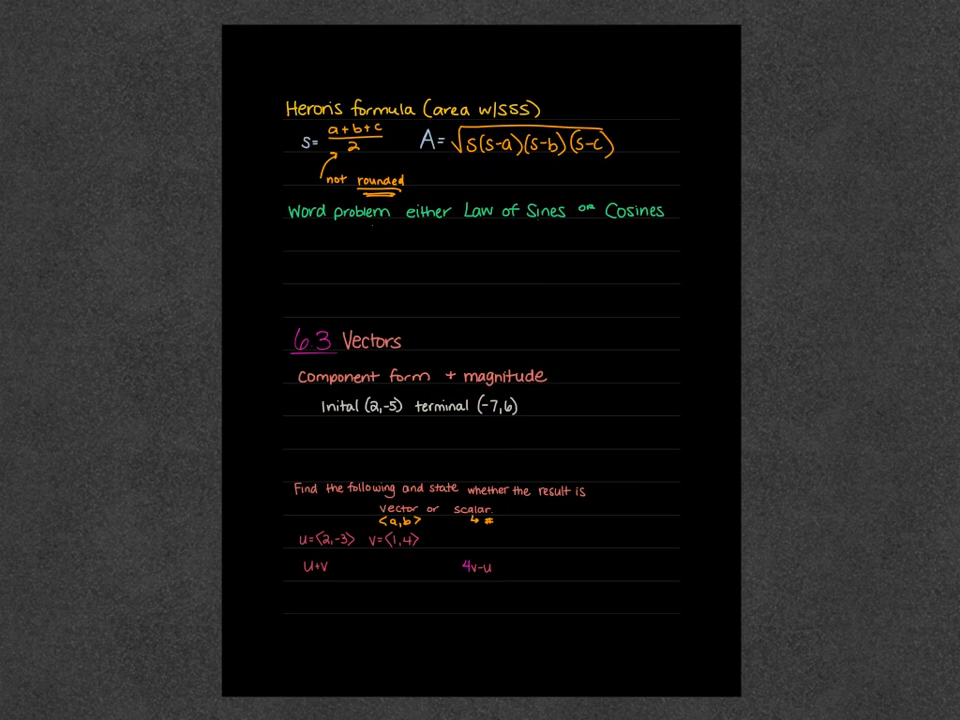 Heron's formula (area w/SSS)
s= a+b+c / 2 A= √s(s-a)(s-b)(s-c)
not rounded
Word problem either Law of Sines or Cosines
6.3 Vectors
Component form + magnitude
Inital (2,-5) terminal (-7,6)
Find the following and state whether the result is
vector or scalar.
<a,b> ↳ #
u=<2,-3> v=<1,4>
u+v 4v-u